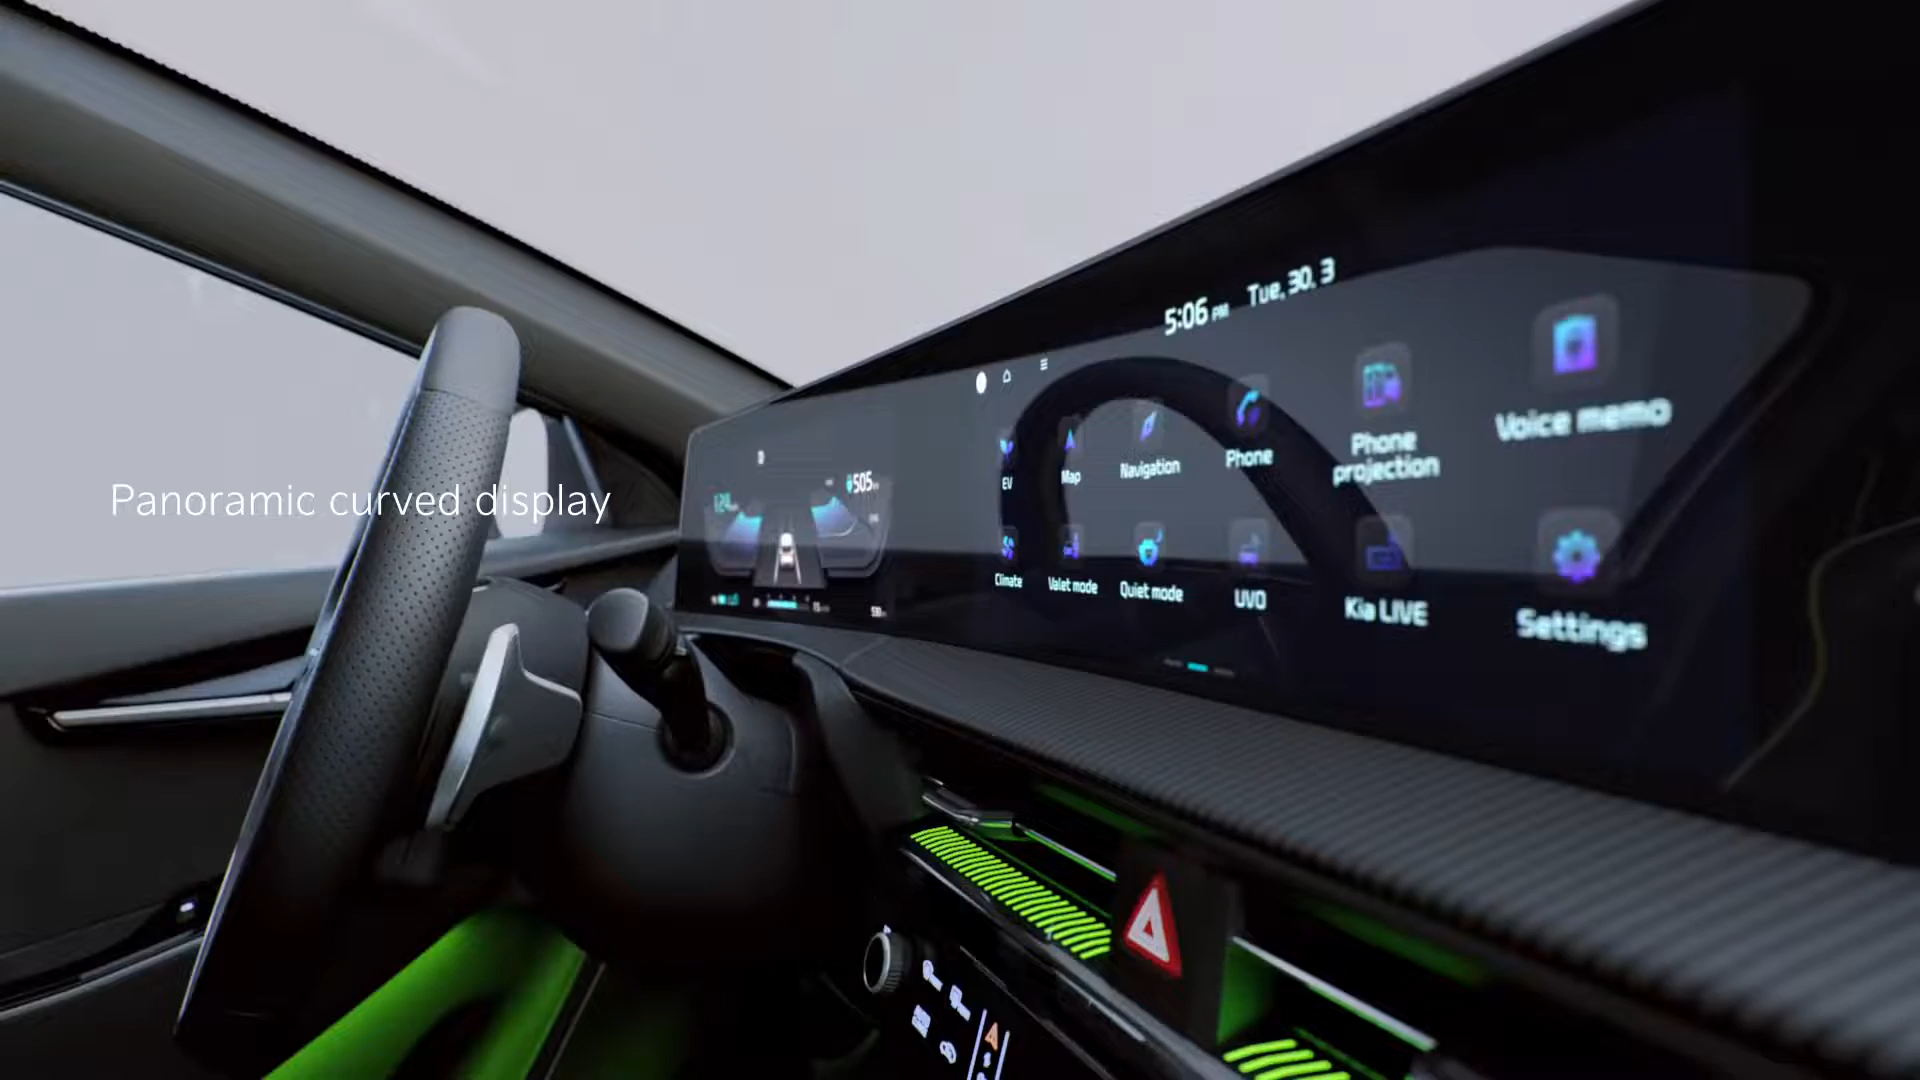 Panoramic curved display
5:06 PM Tue, 30, 3
505
EV
Map
Navigation
Phone
Phone
projection
Voice memo
Climate
Valet mode
Quiet mode
UVO
Kia LIVE
Settings